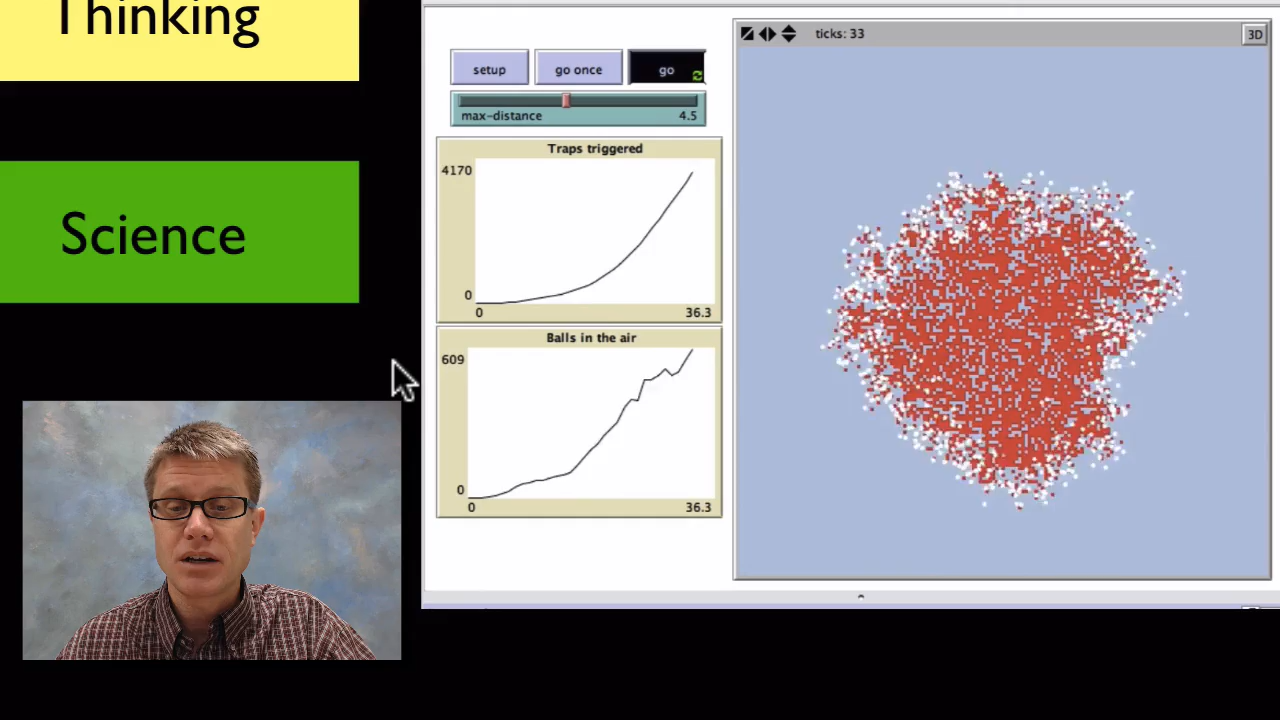 Thinking
Science
setup
go once
go
max-distance
4.5
Traps triggered
4170
0
0
36.3
Balls in the air
609
0
0
36.3
ticks: 33
3D